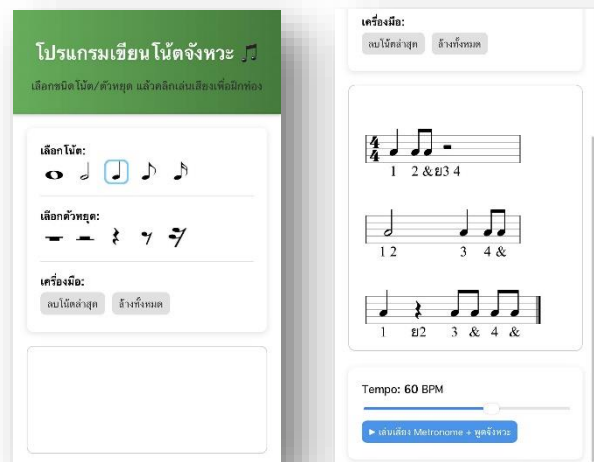 โปรแกรมเขียนโน้ตจังหวะ 🎵
เลือกชนิดโน้ต/ตัวหยุด แล้วคลิกเล่นเสียงเพื่อฝึกท่อง
เลือกโน้ต:
เลือกตัวหยุด:
เครื่องมือ:
ลบโน้ตล่าสุด ล้างทั้งหมด
เครื่องมือ:
ลบโน้ตล่าสุด ล้างทั้งหมด
4
4
1 2 & ย3 4
1 2 3 4 &
1 ย2 3 & 4 &
Tempo: 60 BPM
▶ เล่นเสียง Metronome + พูดจังหวะ